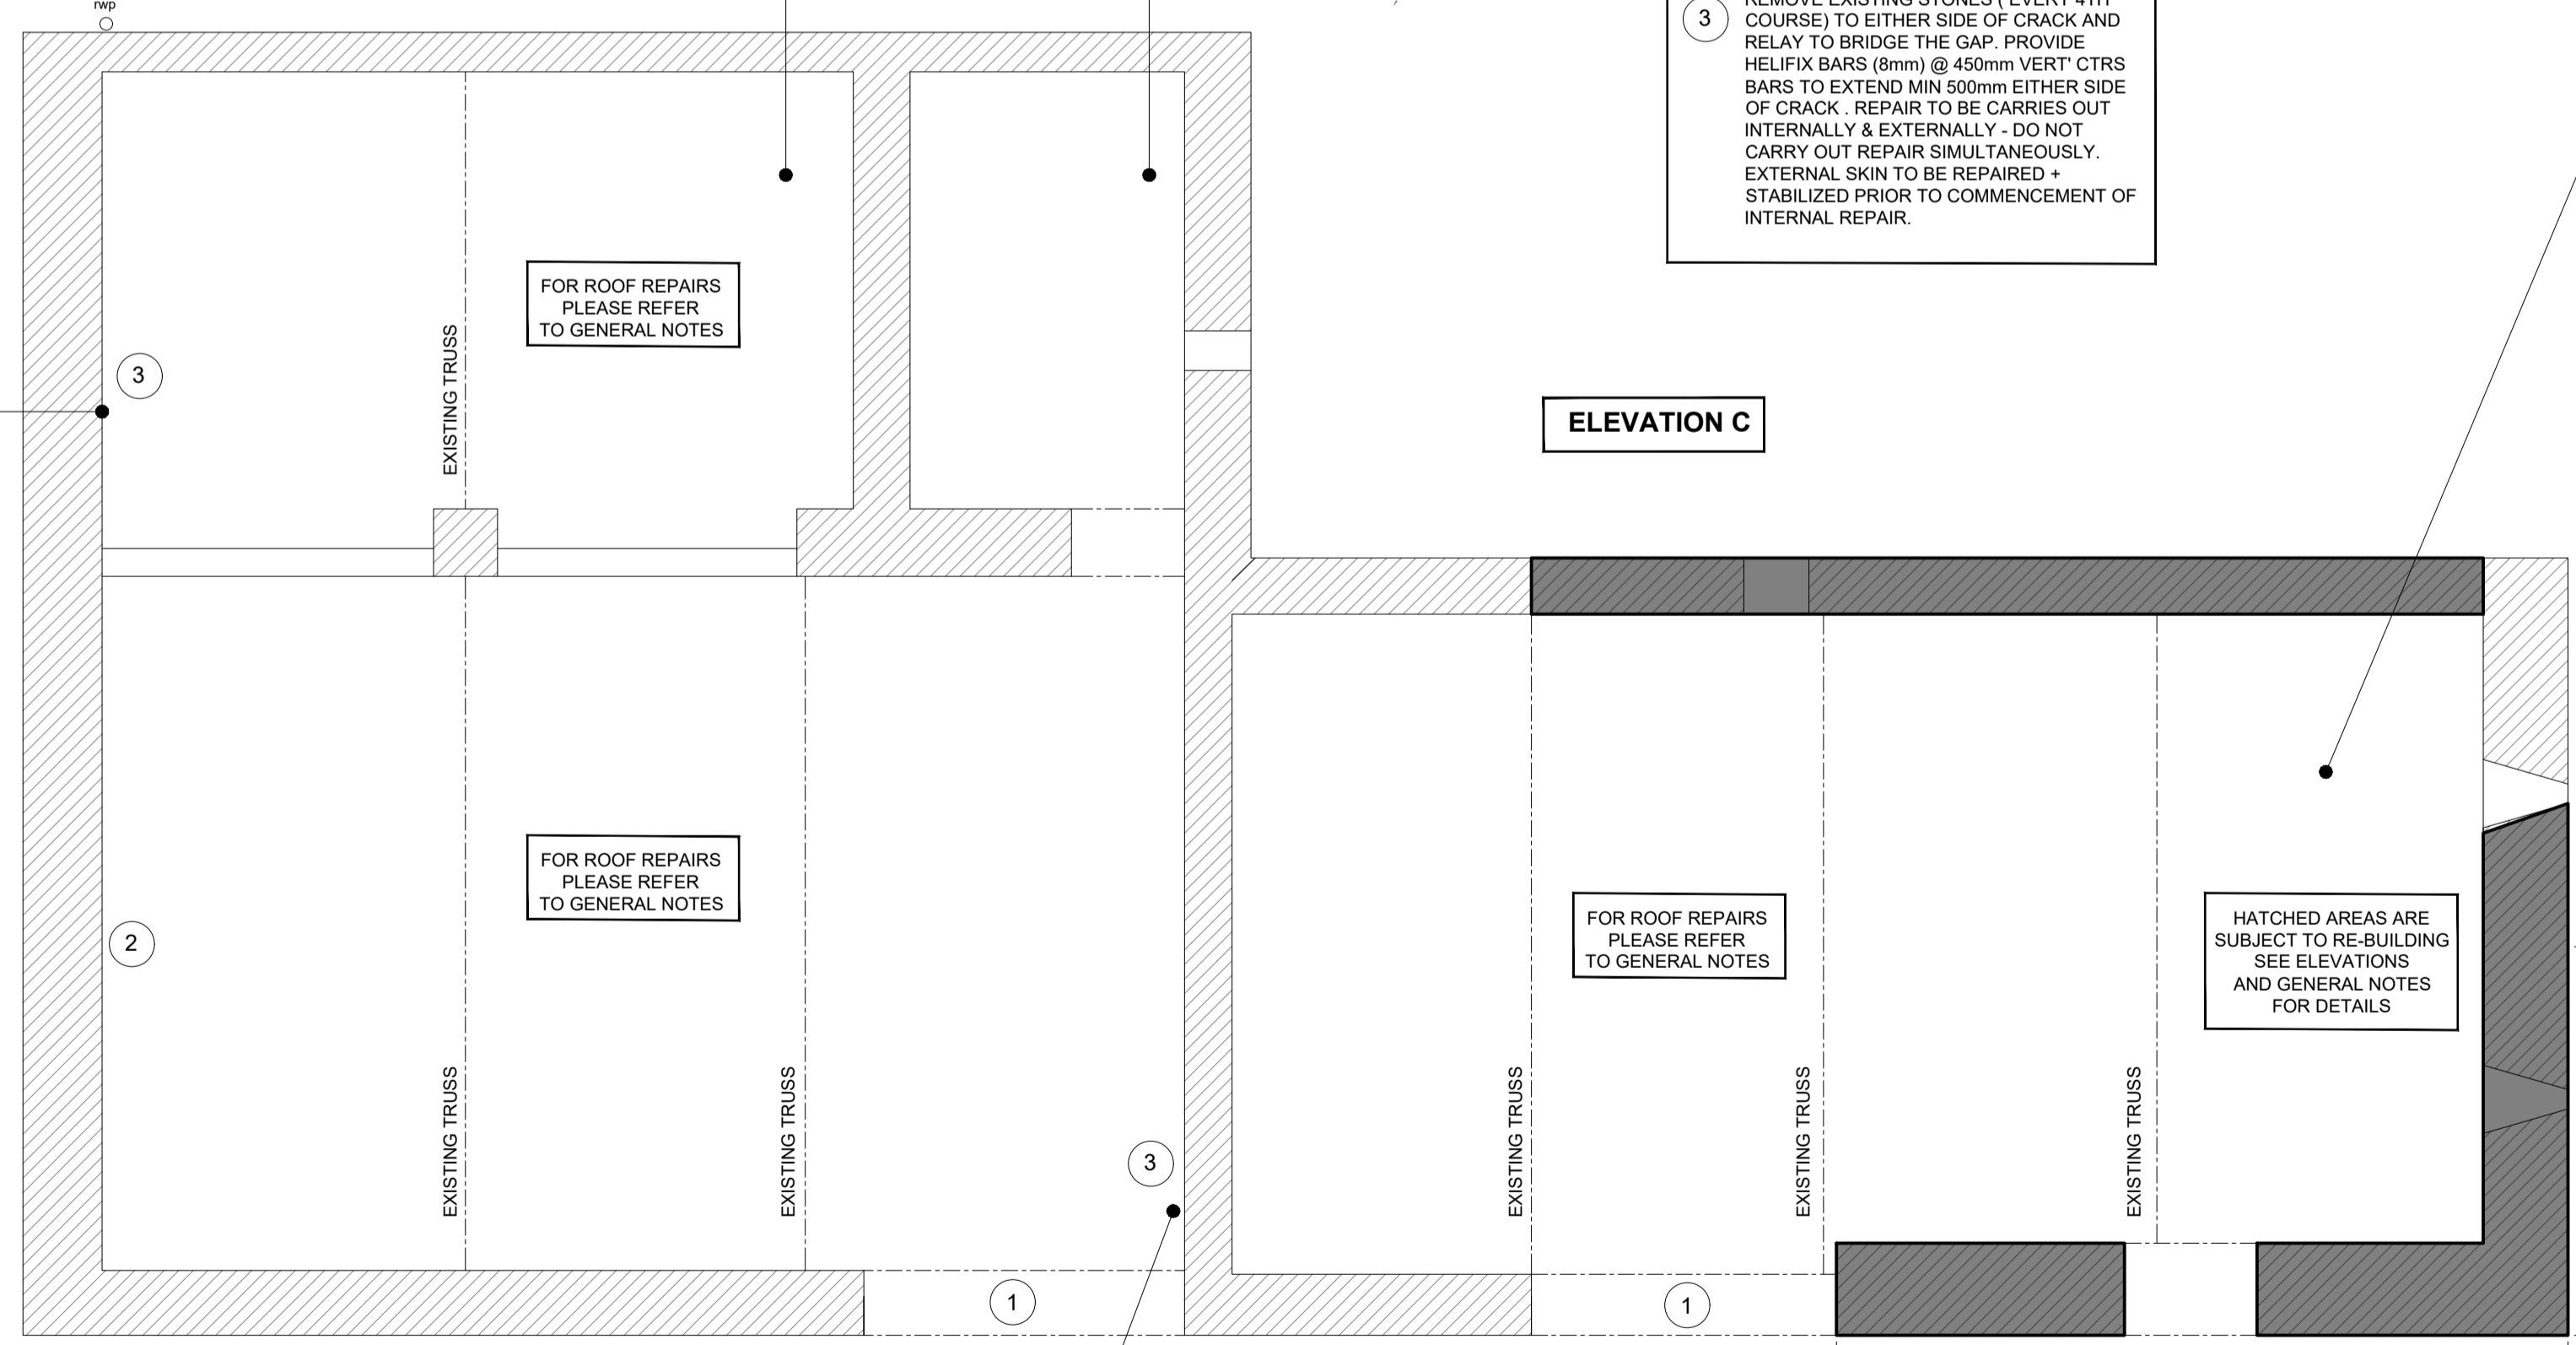 rwp
3
REMOVE EXISTING STONES ( EVERY 4TH
COURSE) TO EITHER SIDE OF CRACK AND
RELAY TO BRIDGE THE GAP. PROVIDE
HELIFIX BARS (8mm) @ 450mm VERT' CTRS
BARS TO EXTEND MIN 500mm EITHER SIDE
OF CRACK . REPAIR TO BE CARRIES OUT
INTERNALLY & EXTERNALLY - DO NOT
CARRY OUT REPAIR SIMULTANEOUSLY.
EXTERNAL SKIN TO BE REPAIRED +
STABILIZED PRIOR TO COMMENCEMENT OF
INTERNAL REPAIR.
FOR ROOF REPAIRS
PLEASE REFER
TO GENERAL NOTES
3
EXISTING TRUSS
ELEVATION C
FOR ROOF REPAIRS
PLEASE REFER
TO GENERAL NOTES
2
FOR ROOF REPAIRS
PLEASE REFER
TO GENERAL NOTES
HATCHED AREAS ARE
SUBJECT TO RE-BUILDING
SEE ELEVATIONS
AND GENERAL NOTES
FOR DETAILS
EXISTING TRUSS
EXISTING TRUSS
3
EXISTING TRUSS
EXISTING TRUSS
EXISTING TRUSS
1
1